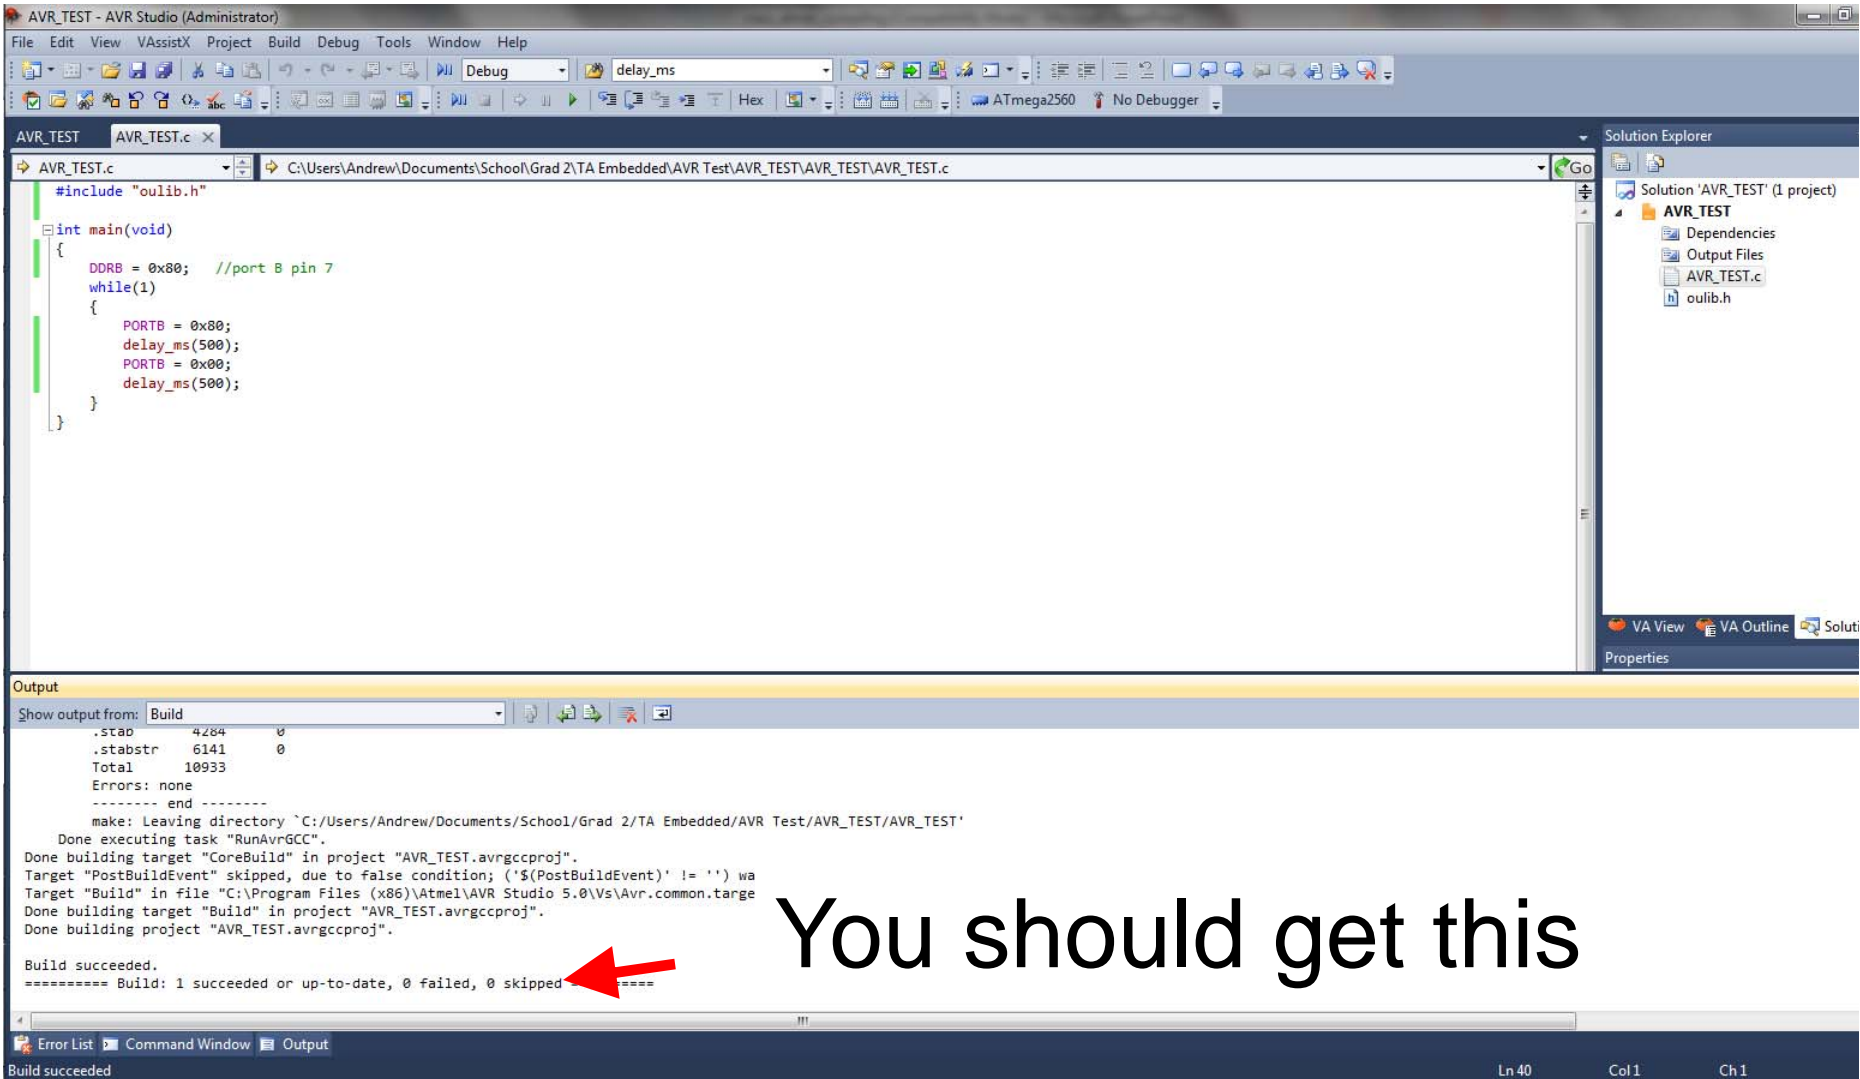 AVR_TEST - AVR Studio (Administrator)
File Edit View VAssistX Project Build Debug Tools Window Help
Debug delay_ms
Hex ATmega2560 No Debugger
AVR_TEST AVR_TEST.c
AVR_TEST.c C:\Users\Andrew\Documents\School\Grad 2\TA Embedded\AVR Test\AVR_TEST\AVR_TEST\AVR_TEST.c Go
#include "oulib.h"
int main(void)
{
DDRB = 0x80; //port B pin 7
while(1)
{
PORTB = 0x80;
delay_ms(500);
PORTB = 0x00;
delay_ms(500);
}
}
Solution Explorer
Solution 'AVR_TEST' (1 project)
AVR_TEST
Dependencies
Output Files
AVR_TEST.c
oulib.h
VA View VA Outline Soluti
Properties
Output
Show output from: Build
.stab 4284 0
.stabstr 6141 0
Total 10933
Errors: none
-------- end --------
make: Leaving directory `C:/Users/Andrew/Documents/School/Grad 2/TA Embedded/AVR Test/AVR_TEST/AVR_TEST'
Done executing task "RunAvrGCC".
Done building target "CoreBuild" in project "AVR_TEST.avrgccproj".
Target "PostBuildEvent" skipped, due to false condition; ('$(PostBuildEvent)' != '') wa
Target "Build" in file "C:\Program Files (x86)\Atmel\AVR Studio 5.0\Vs\Avr.common.targe
Done building target "Build" in project "AVR_TEST.avrgccproj".
Done building project "AVR_TEST.avrgccproj".
Build succeeded.
========== Build: 1 succeeded or up-to-date, 0 failed, 0 skipped ==========
You should get this
Error List Command Window Output
Build succeeded Ln 40 Col 1 Ch 1